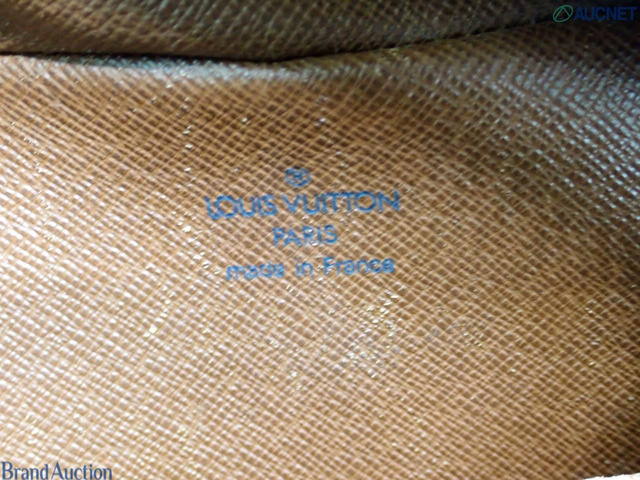 AUCNET
LOUIS VUITTON
PARIS
made in France
Brand Auction